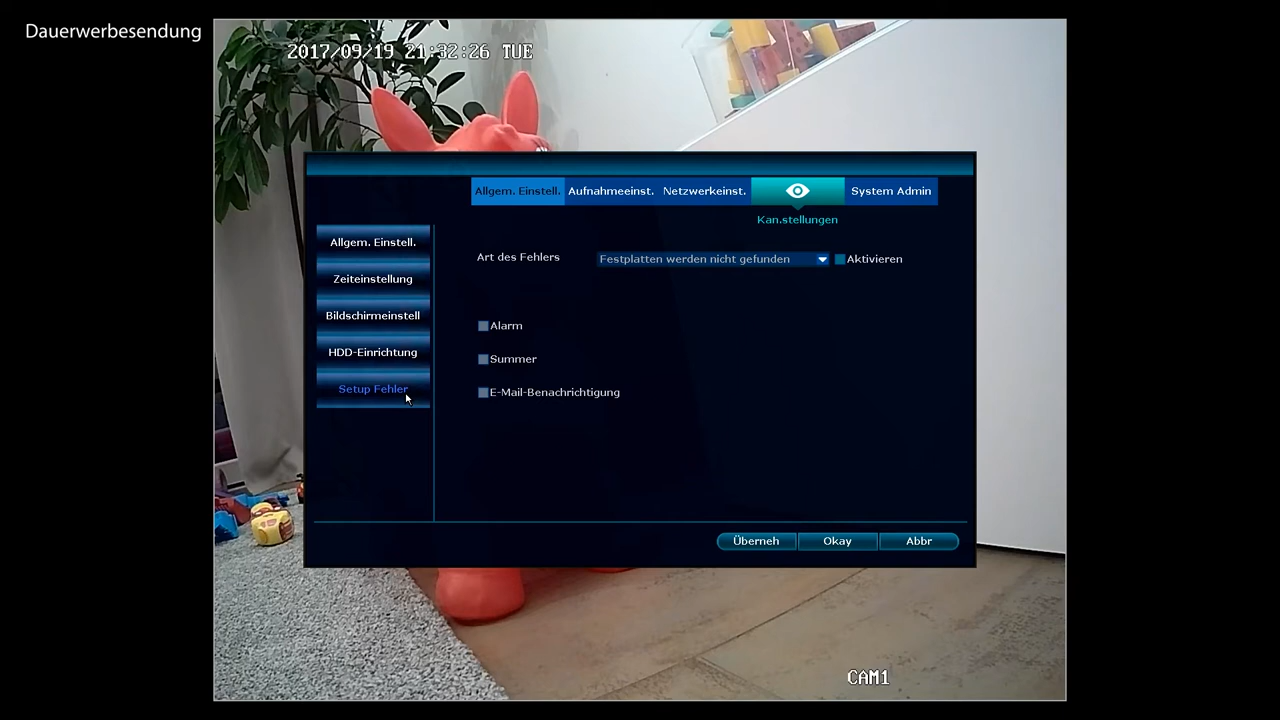 Dauerwerbesendung
2017/09/19 21:32:26 TUE
Allgem. Einstell. Aufnahmeeinst. Netzwerkeinst. System Admin
Kan.stellungen
Allgem. Einstell.
Zeiteinstellung
Bildschirmeinstell
HDD-Einrichtung
Setup Fehler
Art des Fehlers Festplatten werden nicht gefunden Aktivieren
Alarm
Summer
E-Mail-Benachrichtigung
Überneh Okay Abbr
CAM1